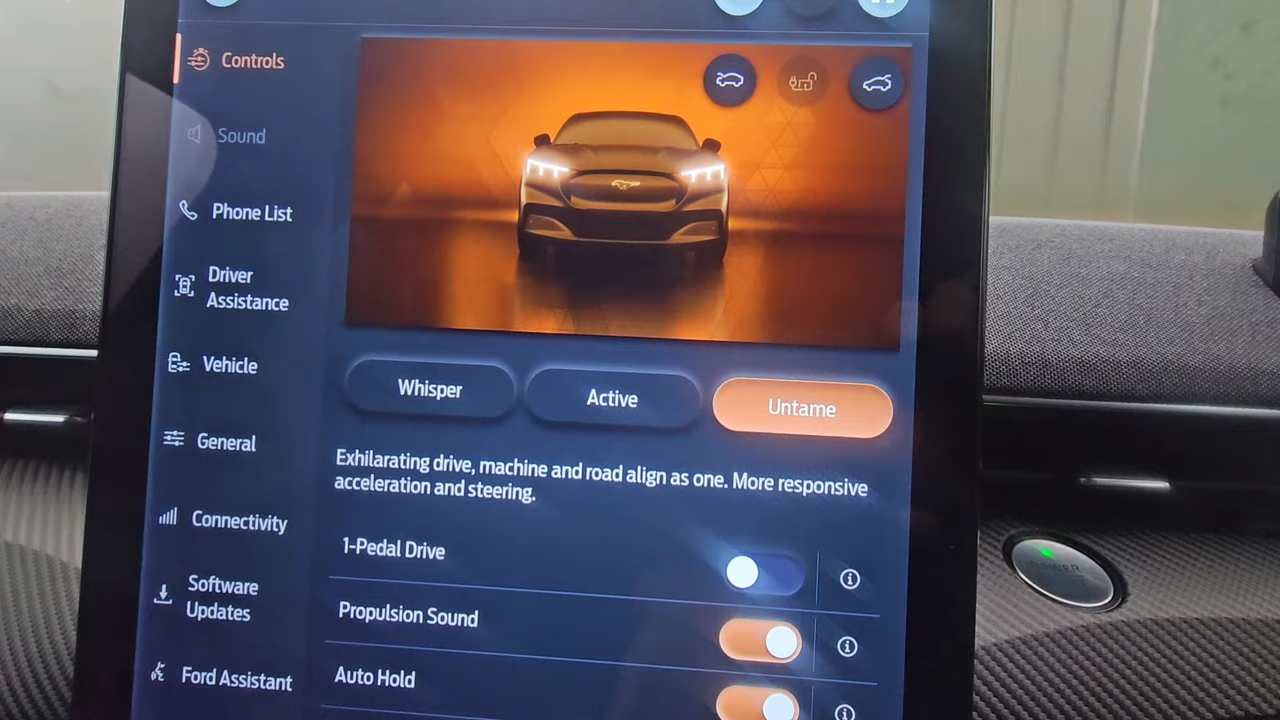 Controls
Sound
Phone List
Driver
Assistance
Vehicle
General
Connectivity
Software
Updates
Ford Assistant
Whisper
Active
Untame
Exhilarating drive, machine and road align as one. More responsive
acceleration and steering.
1-Pedal Drive
Propulsion Sound
Auto Hold
POWER